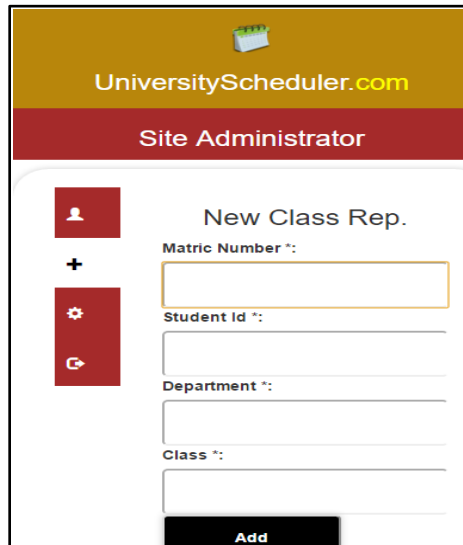 UniversityScheduler.com
Site Administrator
New Class Rep.
Matric Number *:
Student Id *:
Department *:
Class *:
Add